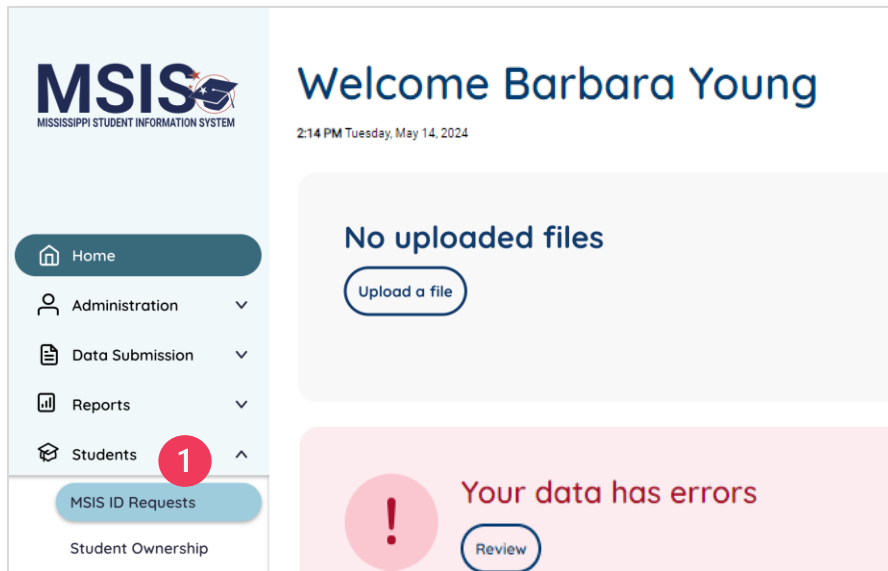 MSIS
MISSISSIPPI STUDENT INFORMATION SYSTEM
Home
Administration
Data Submission
Reports
Students
1
MSIS ID Requests
Student Ownership
Welcome Barbara Young
2:14 PM Tuesday, May 14, 2024
No uploaded files
Upload a file
!
Your data has errors
Review